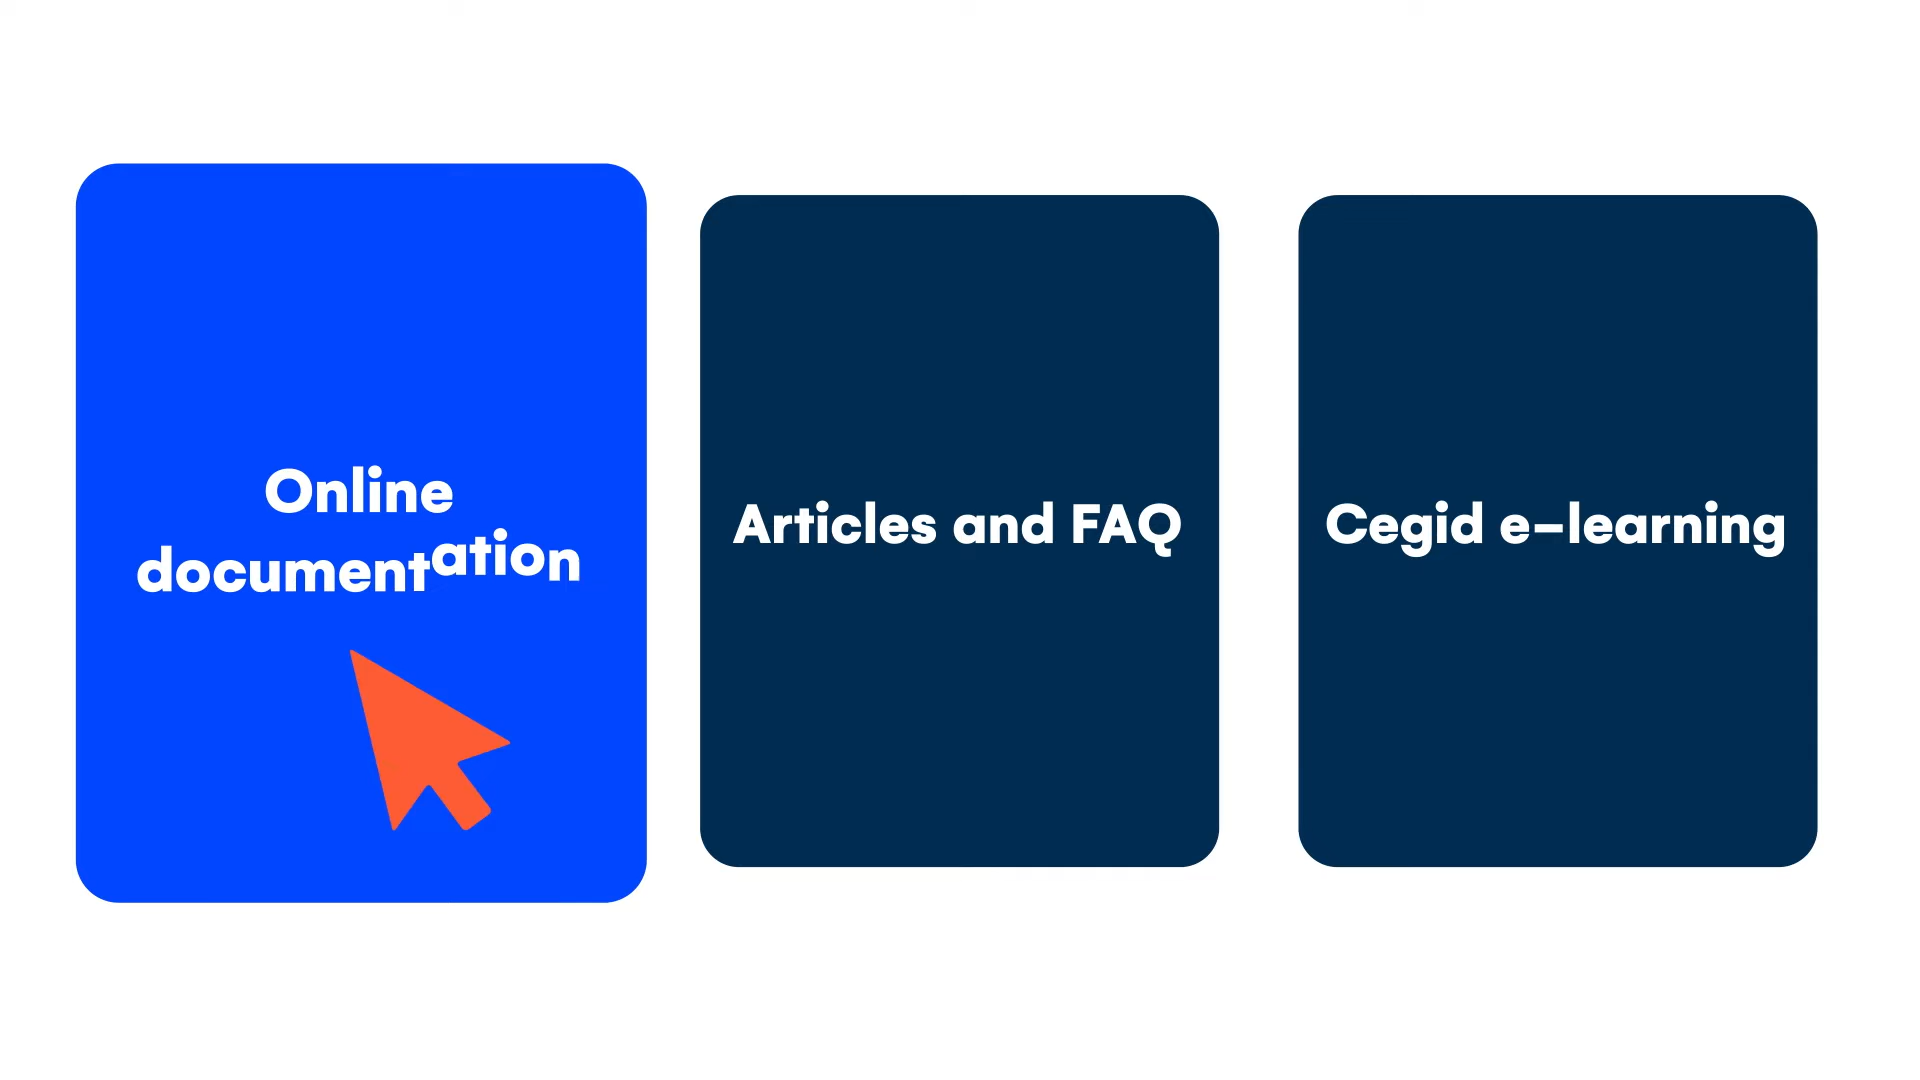 Online
documentation
Articles and FAQ
Cegid e-learning